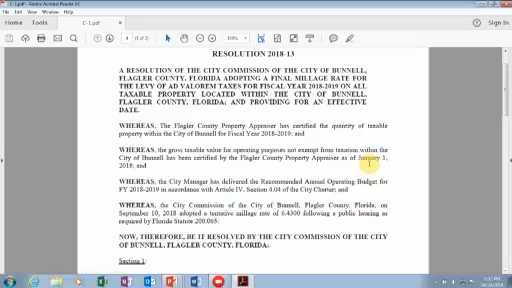 C-1.pdf - Adobe Acrobat Reader DC
File Edit View Window Help
Home Tools C-1.pdf × Sign In
4 (1 of 2) 100%
RESOLUTION 2018-13
A RESOLUTION OF THE CITY COMMISSION OF THE CITY OF BUNNELL,
FLAGLER COUNTY, FLORIDA ADOPTING A FINAL MILLAGE RATE FOR
THE LEVY OF AD VALOREM TAXES FOR FISCAL YEAR 2018-2019 ON ALL
TAXABLE PROPERTY LOCATED WITHIN THE CITY OF BUNNELL,
FLAGLER COUNTY, FLORIDA; AND PROVIDING FOR AN EFFECTIVE
DATE.
WHEREAS, The Flagler County Property Appraiser has certified the quantity of taxable
property within the City of Bunnell for Fiscal Year 2018-2019; and
WHEREAS, the gross taxable value for operating purposes not exempt from taxation within the
City of Bunnell has been certified by the Flagler County Property Appraiser as of January 1,
2018; and
WHEREAS, the City Manager has delivered the Recommended Annual Operating Budget for
FY 2018-2019 in accordance with Article IV, Section 4.04 of the City Charter; and
WHEREAS, the City Commission of the City of Bunnell, Flagler County, Florida, on
September 10, 2018 adopted a tentative millage rate of 6.4300 following a public hearing as
required by Florida Statute 200.065;
NOW, THEREFORE, BE IT RESOLVED BY THE CITY COMMISSION OF THE CITY
OF BUNNELL, FLAGLER COUNTY, FLORIDA:
Section 1: